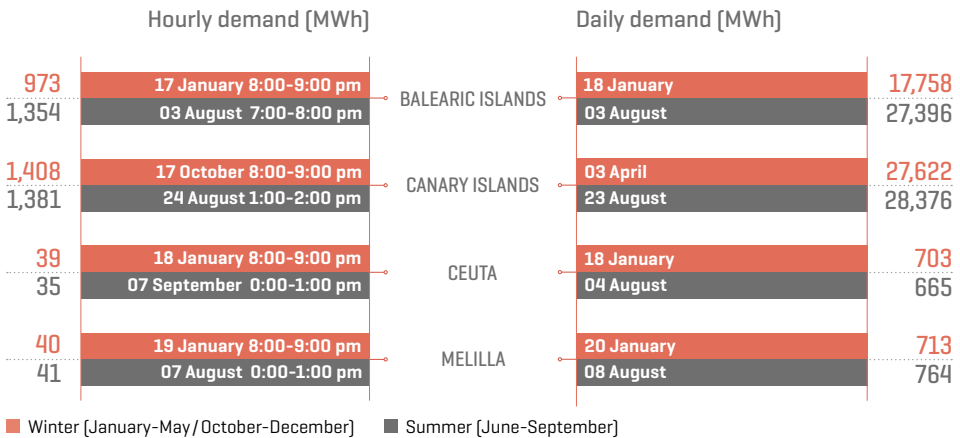 Hourly demand (MWh)
Daily demand (MWh)
973
17 January 8:00-9:00 pm
1,354
03 August 7:00-8:00 pm
BALEARIC ISLANDS
18 January
17,758
03 August
27,396
1,408
17 October 8:00-9:00 pm
1,381
24 August 1:00-2:00 pm
CANARY ISLANDS
03 April
27,622
23 August
28,376
39
18 January 8:00-9:00 pm
35
07 September 0:00-1:00 pm
CEUTA
18 January
703
04 August
665
40
19 January 8:00-9:00 pm
41
07 August 0:00-1:00 pm
MELILLA
20 January
713
08 August
764
Winter (January-May/October-December)
Summer (June-September)